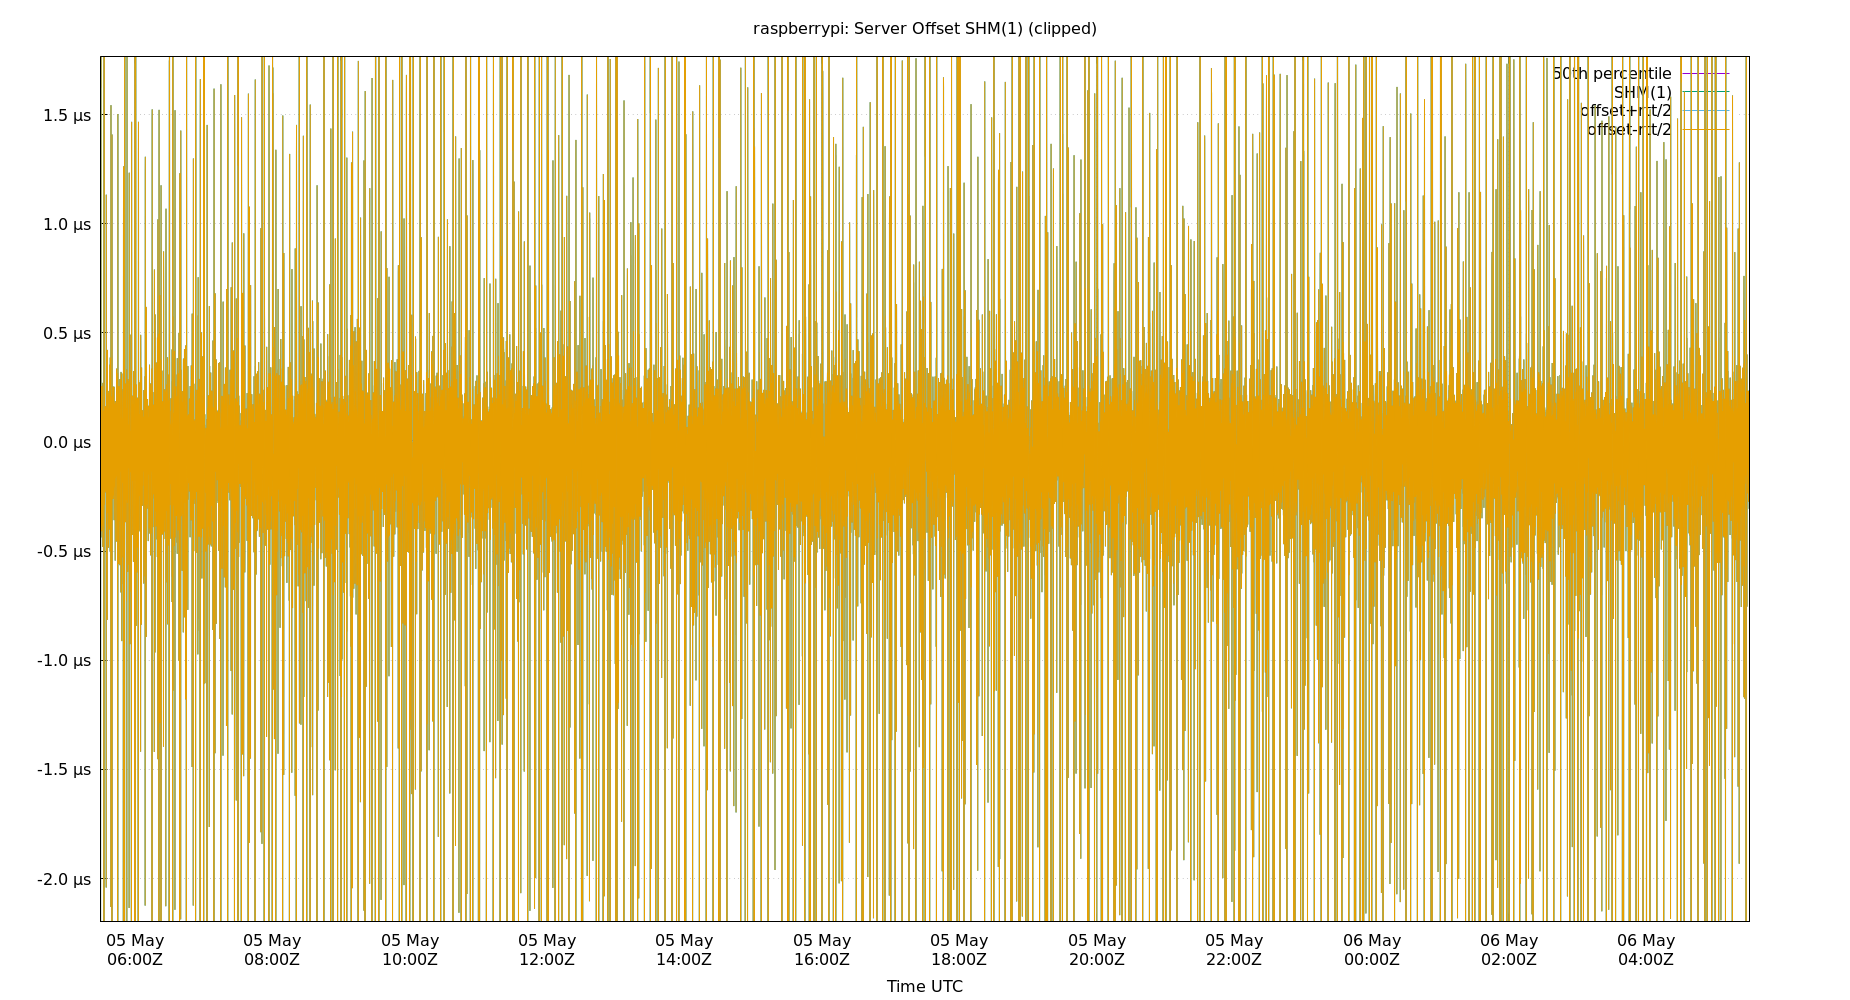 raspberrypi: Server Offset SHM(1) (clipped)
50th percentile
SHM(1)
offset+rtt/2
offset-rtt/2
1.5 µs
1.0 µs
0.5 µs
0.0 µs
-0.5 µs
-1.0 µs
-1.5 µs
-2.0 µs
05 May 05 May 05 May 05 May 05 May 05 May 05 May 05 May 05 May 06 May 06 May 06 May
06:00Z 08:00Z 10:00Z 12:00Z 14:00Z 16:00Z 18:00Z 20:00Z 22:00Z 00:00Z 02:00Z 04:00Z
Time UTC